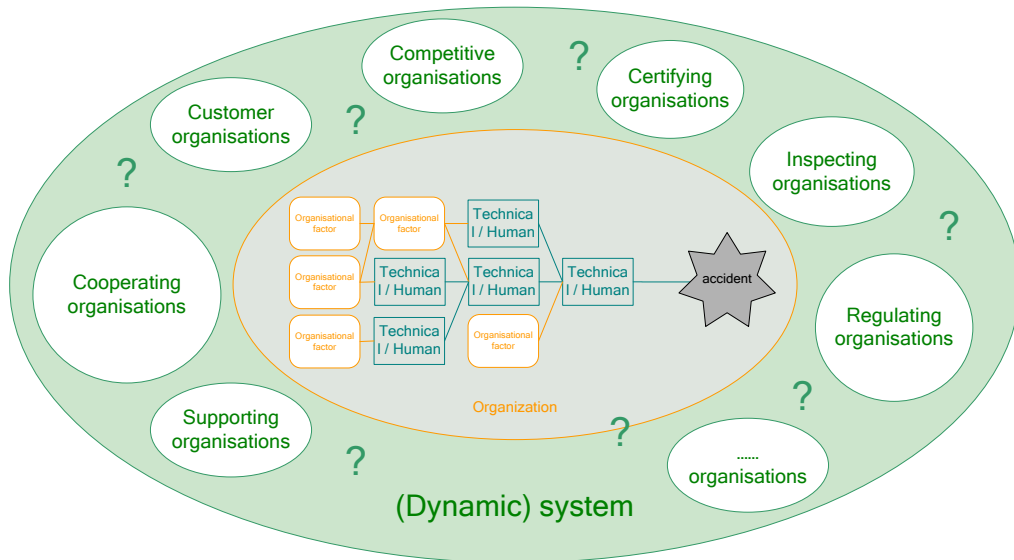 Competitive
organisations
?
Certifying
organisations
Customer
organisations
?
Inspecting
organisations
?
Organisational
factor
Organisational
factor
Technica
l / Human
?
Cooperating
organisations
Organisational
factor
Technica
l / Human
Technica
l / Human
Technica
l / Human
accident
Regulating
organisations
Organisational
factor
Technica
l / Human
Organisational
factor
Supporting
organisations
Organization
?
?
?
......
organisations
(Dynamic) system